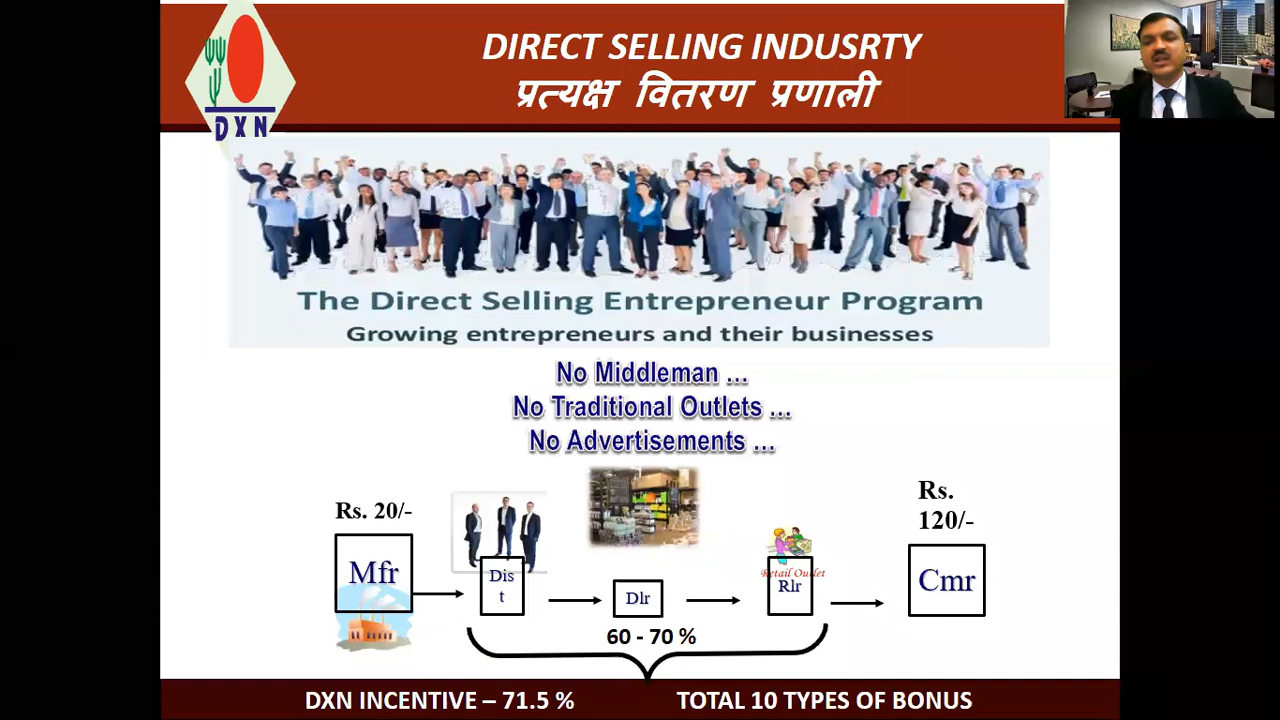 DXN
DIRECT SELLING INDUSRTY
प्रत्यक्ष वितरण प्रणाली
The Direct Selling Entrepreneur Program
Growing entrepreneurs and their businesses
No Middleman ...
No Traditional Outlets ...
No Advertisements ...
Rs. 20/-
Rs.
120/-
Mfr
Dis
t
Dlr
Retail Outlet
Rlr
Cmr
60 - 70 %
DXN INCENTIVE – 71.5 %
TOTAL 10 TYPES OF BONUS